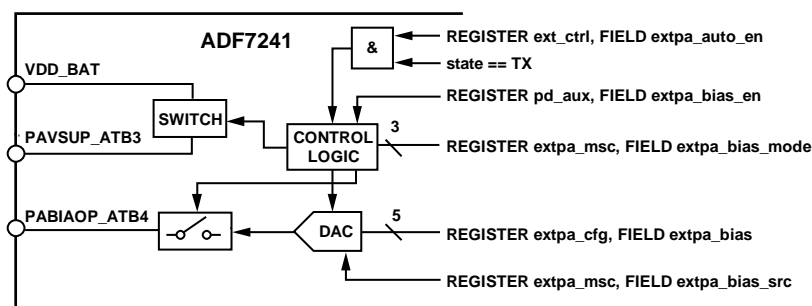 ADF7241
&
REGISTER ext_ctrl, FIELD extpa_auto_en
state == TX
VDD_BAT
REGISTER pd_aux, FIELD extpa_bias_en
SWITCH
3
CONTROL
LOGIC
PAVSUP_ATB3
REGISTER extpa_msc, FIELD extpa_bias_mode
PABIAOP_ATB4
DAC
5
REGISTER extpa_cfg, FIELD extpa_bias
REGISTER extpa_msc, FIELD extpa_bias_src